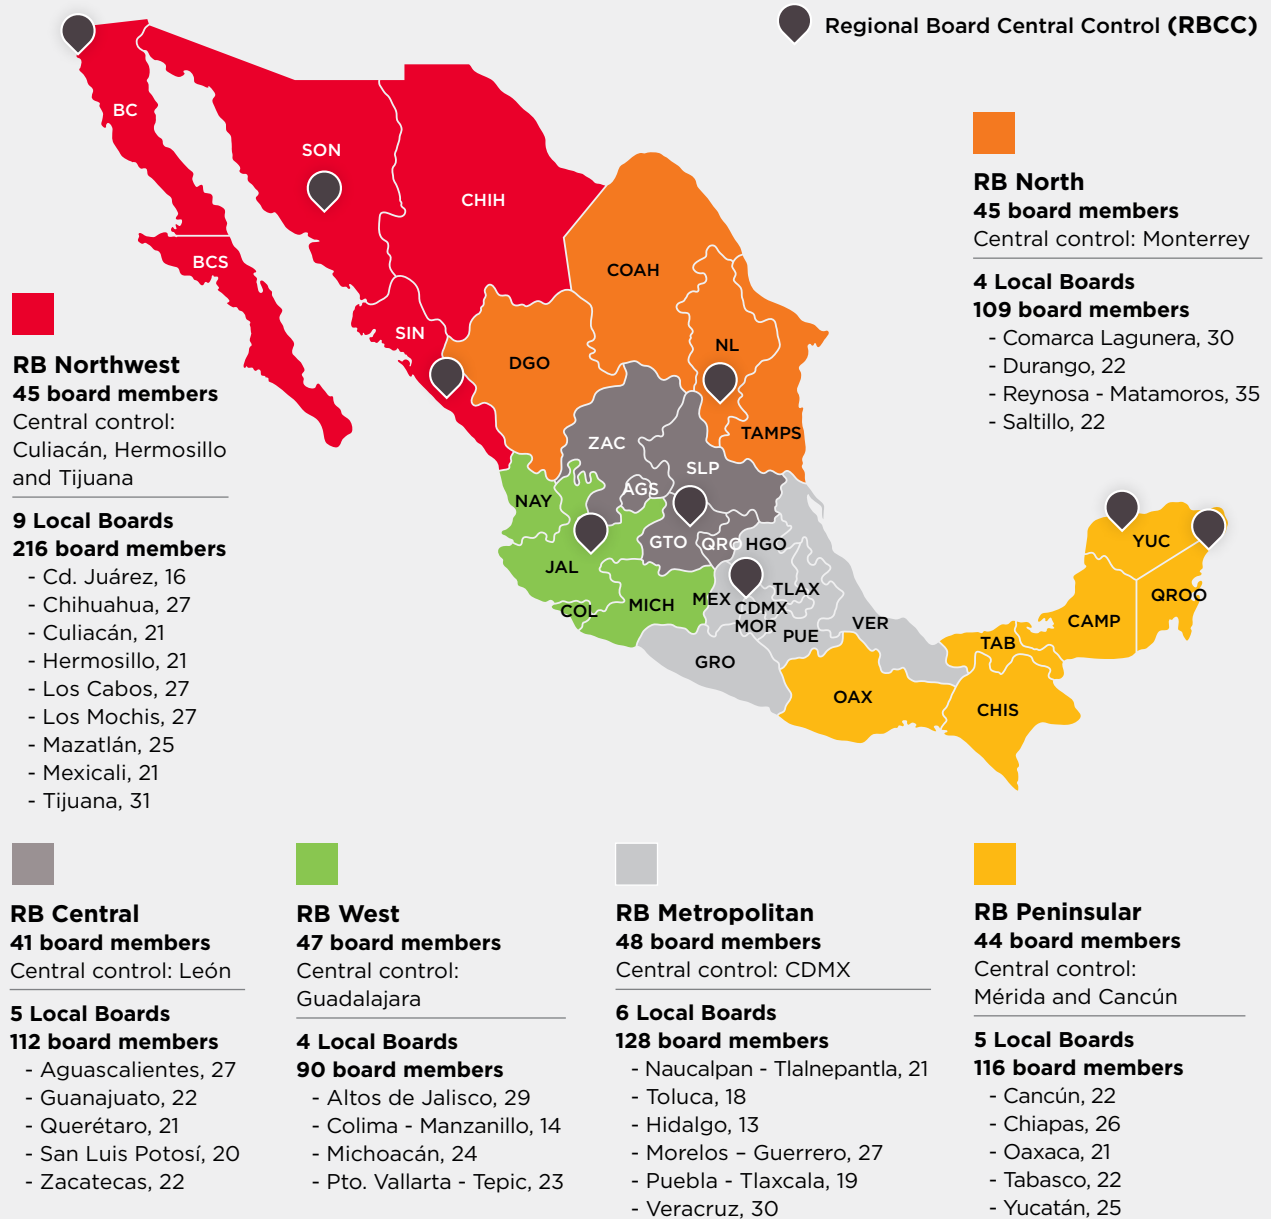 Regional Board Central Control (RBCC)
BC
SON
CHIH
BCS
SIN
COAH
NL
DGO
TAMPS
ZAC
SLP
AGS
NAY
GTO
QRO
HGO
JAL
COL
MICH
MEX
CDMX
TLAX
MOR
PUE
VER
GRO
OAX
TAB
CHIS
CAMP
YUC
QROO
RB North
45 board members
Central control: Monterrey
4 Local Boards
109 board members
- Comarca Lagunera, 30
- Durango, 22
- Reynosa - Matamoros, 35
- Saltillo, 22
RB Northwest
45 board members
Central control:
Culiacán, Hermosillo
and Tijuana
9 Local Boards
216 board members
- Cd. Juárez, 16
- Chihuahua, 27
- Culiacán, 21
- Hermosillo, 21
- Los Cabos, 27
- Los Mochis, 27
- Mazatlán, 25
- Mexicali, 21
- Tijuana, 31
RB Central
41 board members
Central control: León
5 Local Boards
112 board members
- Aguascalientes, 27
- Guanajuato, 22
- Querétaro, 21
- San Luis Potosí, 20
- Zacatecas, 22
RB West
47 board members
Central control:
Guadalajara
4 Local Boards
90 board members
- Altos de Jalisco, 29
- Colima - Manzanillo, 14
- Michoacán, 24
- Pto. Vallarta - Tepic, 23
RB Metropolitan
48 board members
Central control: CDMX
6 Local Boards
128 board members
- Naucalpan - Tlalnepantla, 21
- Toluca, 18
- Hidalgo, 13
- Morelos – Guerrero, 27
- Puebla - Tlaxcala, 19
- Veracruz, 30
RB Peninsular
44 board members
Central control:
Mérida and Cancún
5 Local Boards
116 board members
- Cancún, 22
- Chiapas, 26
- Oaxaca, 21
- Tabasco, 22
- Yucatán, 25